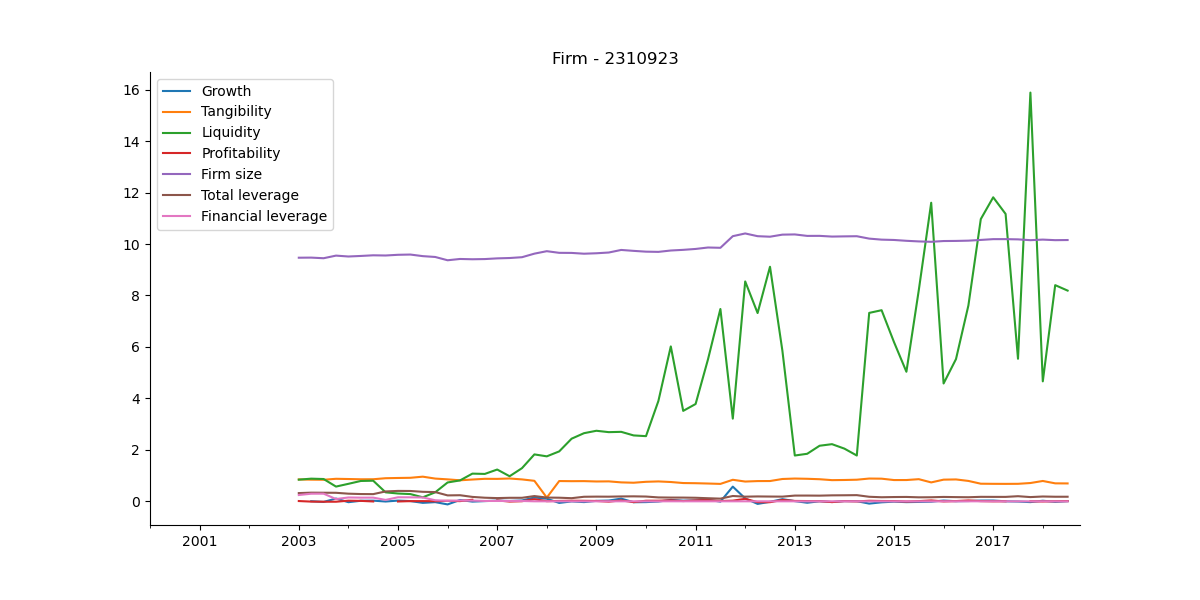 Firm - 2310923
Growth
Tangibility
Liquidity
Profitability
Firm size
Total leverage
Financial leverage
16
14
12
10
8
6
4
2
0
2001 2003 2005 2007 2009 2011 2013 2015 2017